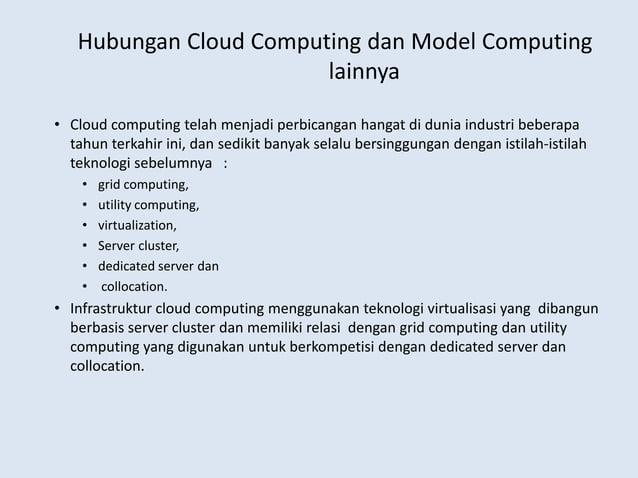 Hubungan Cloud Computing dan Model Computing
lainnya
• Cloud computing telah menjadi perbicangan hangat di dunia industri beberapa
tahun terkahir ini, dan sedikit banyak selalu bersinggungan dengan istilah-istilah
teknologi sebelumnya :
• grid computing,
• utility computing,
• virtualization,
• Server cluster,
• dedicated server dan
• collocation.
• Infrastruktur cloud computing menggunakan teknologi virtualisasi yang dibangun
berbasis server cluster dan memiliki relasi dengan grid computing dan utility
computing yang digunakan untuk berkompetisi dengan dedicated server dan
collocation.